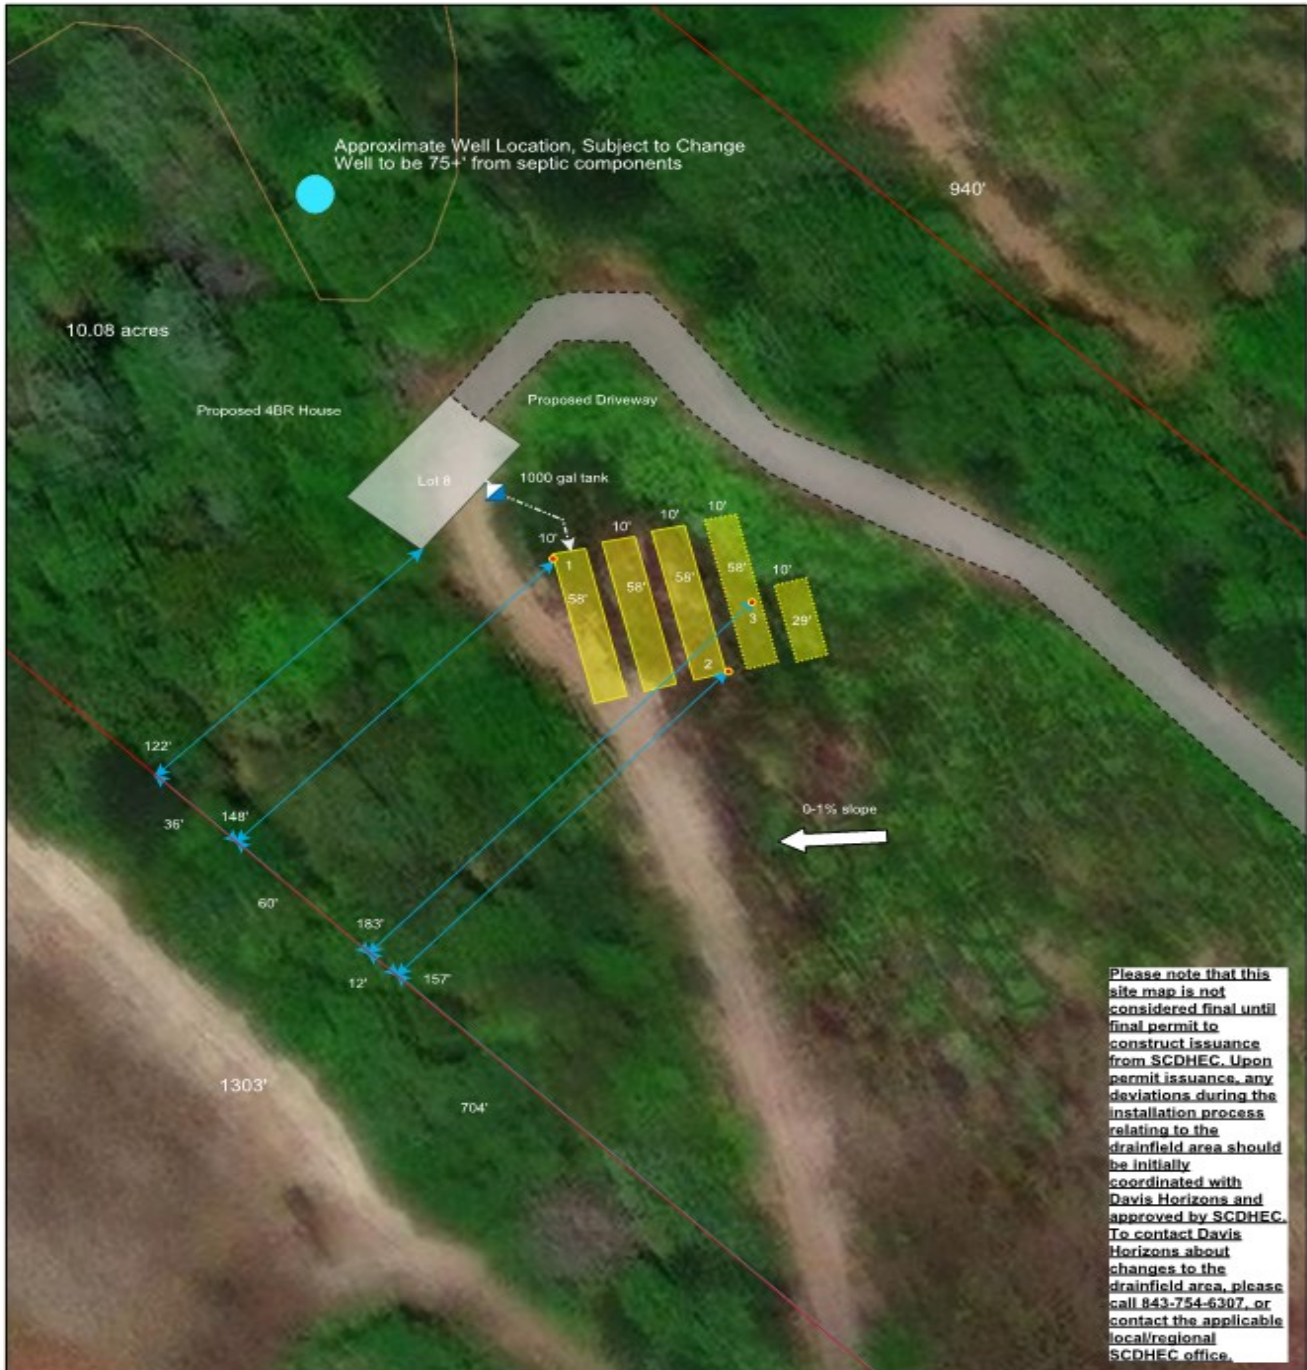 Approximate Well Location, Subject to Change
Well to be 75+' from septic components
940'
10.08 acres
Proposed 4BR House
Proposed Driveway
Lot 8
1000 gal tank
10'
10'
10'
10'
10'
1
58'
58'
58'
58'
29'
3
2
122'
36'
148'
60'
183'
12'
157'
0-1% slope
1303'
704'
Please note that this
site map is not
considered final until
final permit to
construct issuance
from SCDHEC. Upon
permit issuance, any
deviations during the
installation process
relating to the
drainfield area should
be initially
coordinated with
Davis Horizons and
approved by SCDHEC.
To contact Davis
Horizons about
changes to the
drainfield area, please
call 843-754-6307, or
contact the applicable
local/regional
SCDHEC office.